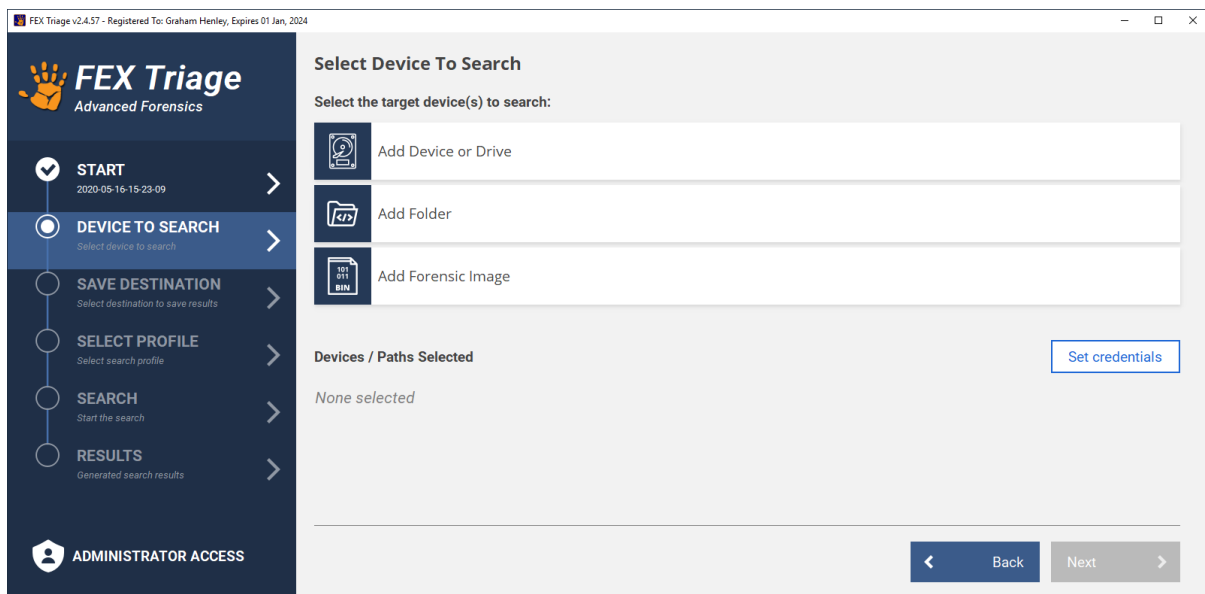 FEX Triage v2.4.57 - Registered To: Graham Henley, Expires 01 Jan, 2024
FEX Triage
Advanced Forensics
START
2020-05-16-15-23-09
DEVICE TO SEARCH
Select device to search
SAVE DESTINATION
Select destination to save results
SELECT PROFILE
Select search profile
SEARCH
Start the search
RESULTS
Generated search results
ADMINISTRATOR ACCESS
Select Device To Search
Select the target device(s) to search:
Add Device or Drive
</>
Add Folder
101
011
BIN
Add Forensic Image
Devices / Paths Selected
Set credentials
None selected
Back
Next